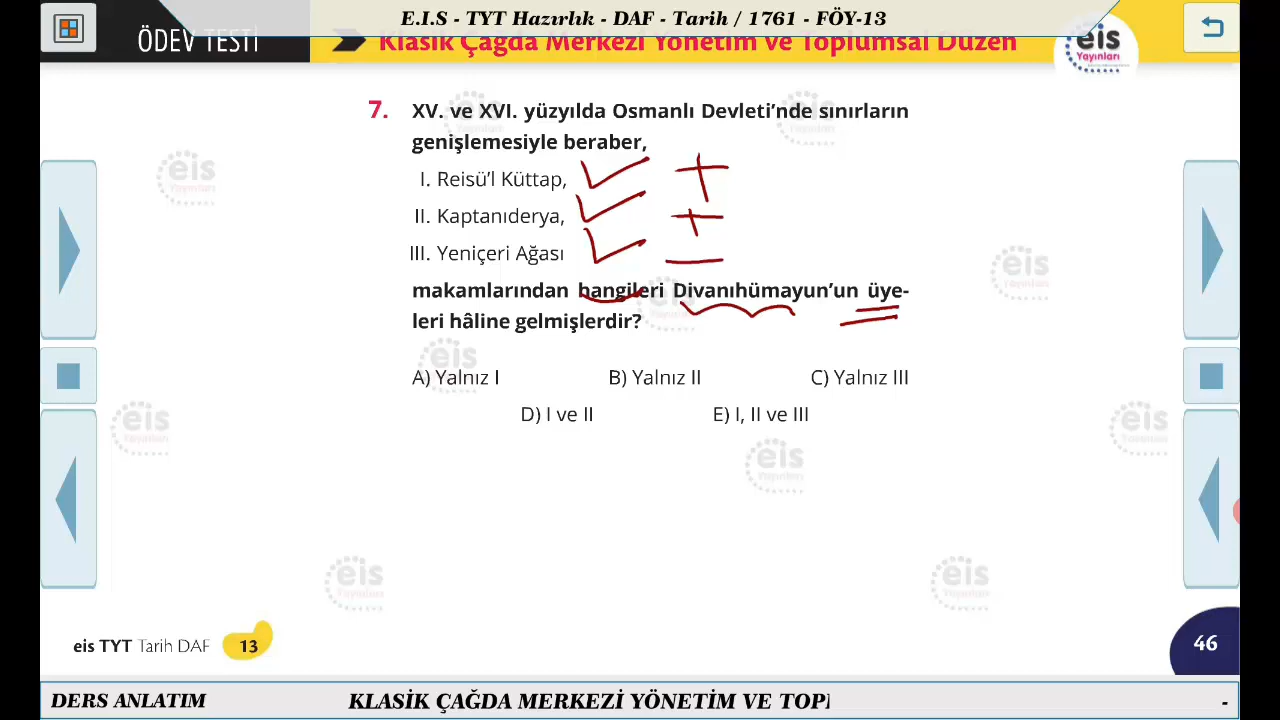 E.I.S - TYT Hazırlık - DAF - Tarih / 1761 - FÖY-13
ÖDEV TESTİ
Klasik Çağda Merkezî Yönetim ve Toplumsal Düzen
eis
Yayınları
7. XV. ve XVI. yüzyılda Osmanlı Devleti’nde sınırların
genişlemesiyle beraber,
I. Reisü’l Küttap,
II. Kaptanıderya,
III. Yeniçeri Ağası
makamlarından hangileri Divanıhümayun’un üye-
leri hâline gelmişlerdir?
A) Yalnız I B) Yalnız II C) Yalnız III
D) I ve II E) I, II ve III
eis TYT Tarih DAF 13
46
DERS ANLATIM KLASİK ÇAĞDA MERKEZİ YÖNETİM VE TOPL -